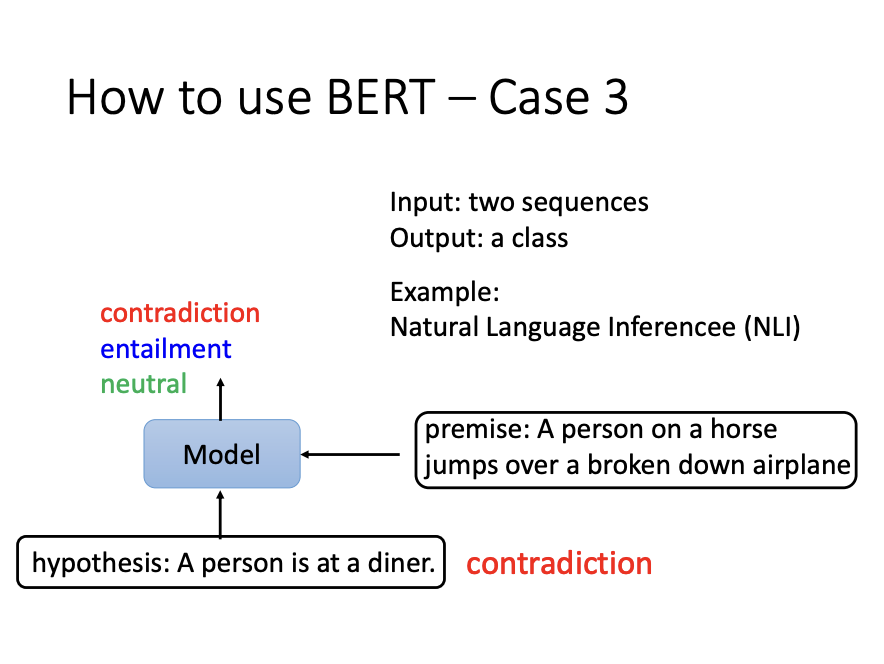 How to use BERT – Case 3
Input: two sequences
Output: a class
Example:
Natural Language Inferencee (NLI)
contradiction
entailment
neutral
Model
premise: A person on a horse
jumps over a broken down airplane
hypothesis: A person is at a diner.
contradiction